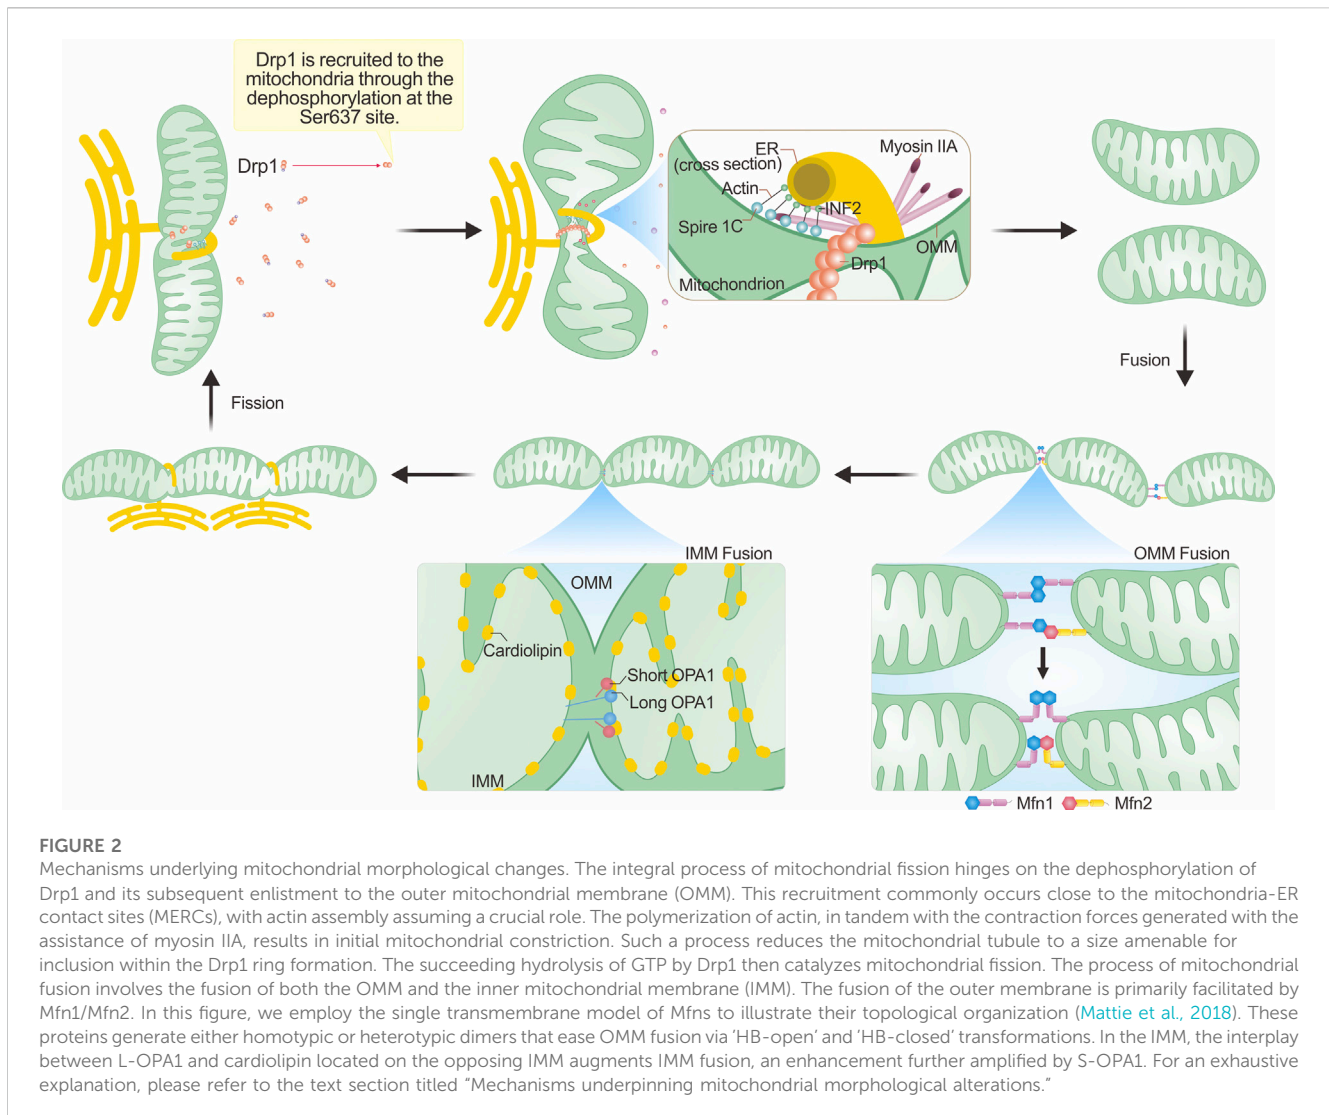 Drp1 is recruited to the
mitochondria through the
dephosphorylation at the
Ser637 site.
Drp1
ER
(cross section)
Myosin IIA
Actin
INF2
Spire 1C
OMM
Drp1
Mitochondrion
Fusion
Fission
IMM Fusion
OMM
Cardiolipin
Short OPA1
Long OPA1
IMM
OMM Fusion
Mfn1
Mfn2
FIGURE 2
Mechanisms underlying mitochondrial morphological changes. The integral process of mitochondrial fission hinges on the dephosphorylation of
Drp1 and its subsequent enlistment to the outer mitochondrial membrane (OMM). This recruitment commonly occurs close to the mitochondria-ER
contact sites (MERCs), with actin assembly assuming a crucial role. The polymerization of actin, in tandem with the contraction forces generated with the
assistance of myosin IIA, results in initial mitochondrial constriction. Such a process reduces the mitochondrial tubule to a size amenable for
inclusion within the Drp1 ring formation. The succeeding hydrolysis of GTP by Drp1 then catalyzes mitochondrial fission. The process of mitochondrial
fusion involves the fusion of both the OMM and the inner mitochondrial membrane (IMM). The fusion of the outer membrane is primarily facilitated by
Mfn1/Mfn2. In this figure, we employ the single transmembrane model of Mfns to illustrate their topological organization (Mattie et al., 2018). These
proteins generate either homotypic or heterotypic dimers that ease OMM fusion via ‘HB-open’ and ‘HB-closed’ transformations. In the IMM, the interplay
between L-OPA1 and cardiolipin located on the opposing IMM augments IMM fusion, an enhancement further amplified by S-OPA1. For an exhaustive
explanation, please refer to the text section titled “Mechanisms underpinning mitochondrial morphological alterations.”